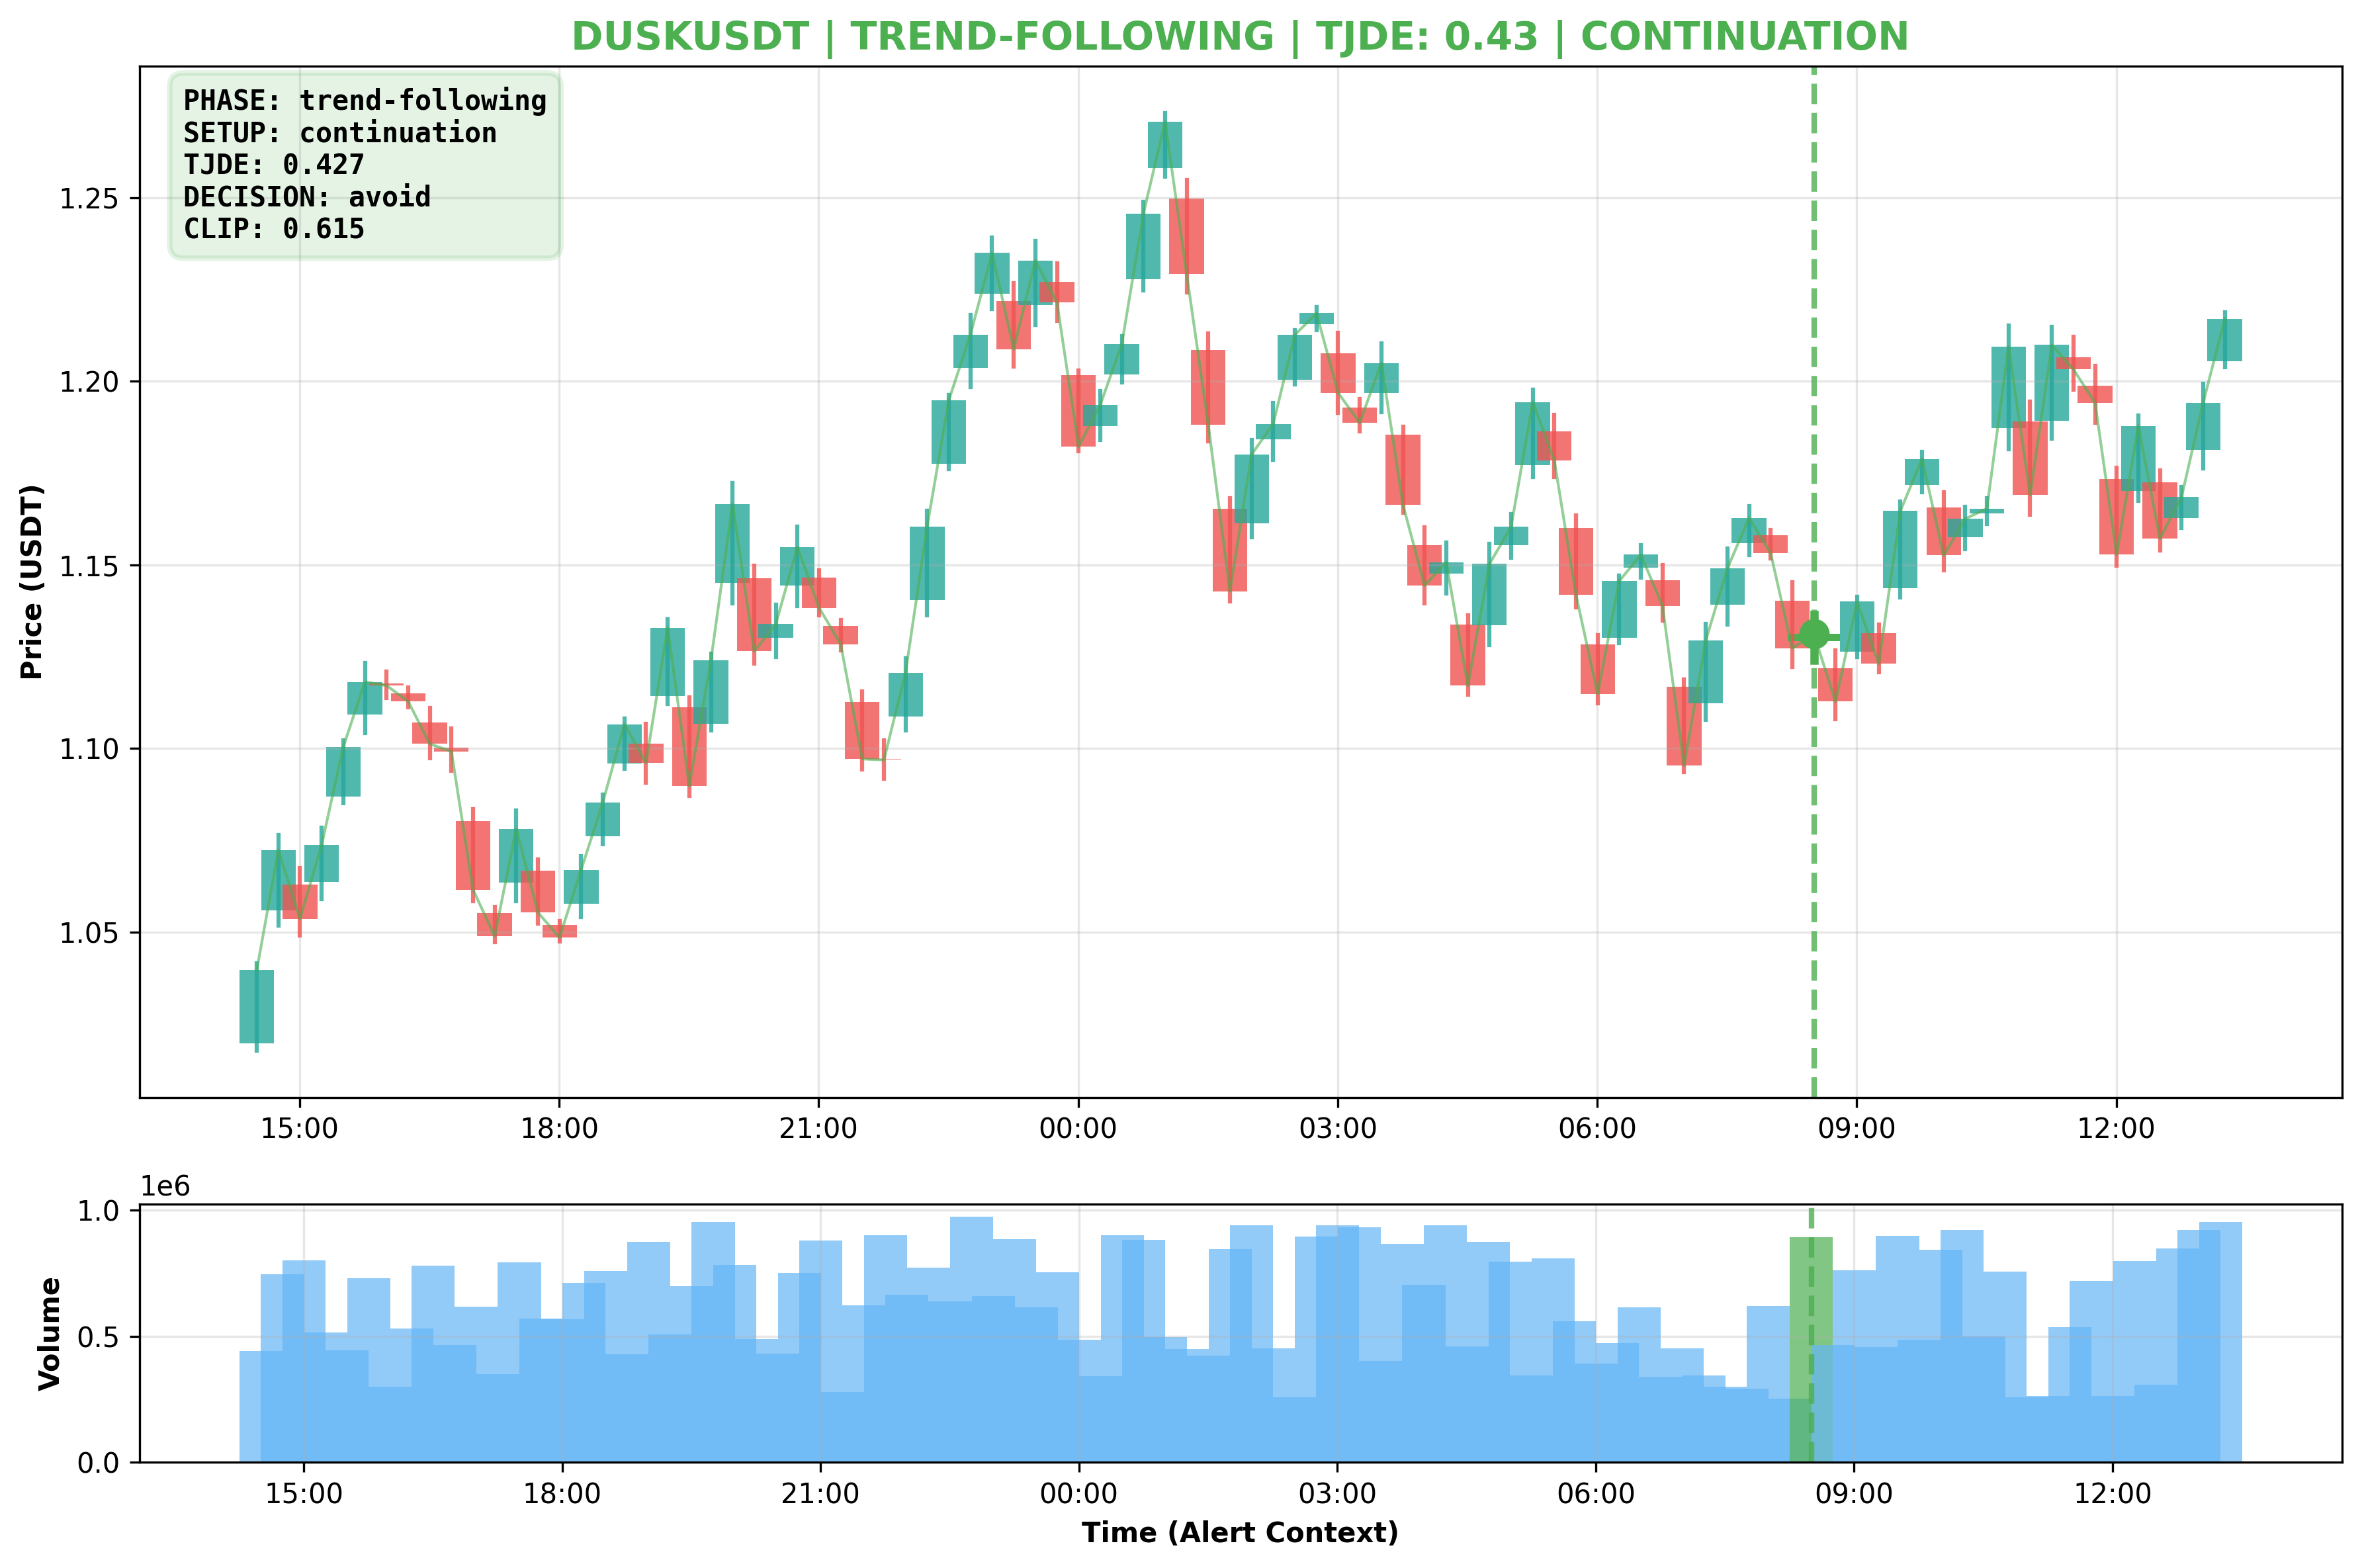 DUSKUSDT | TREND-FOLLOWING | TJDE: 0.43 | CONTINUATION
PHASE: trend-following
SETUP: continuation
TJDE: 0.427
DECISION: avoid
CLIP: 0.615
Price (USDT)
1.25
1.20
1.15
1.10
1.05
15:00 18:00 21:00 00:00 03:00 06:00 09:00 12:00
1e6
Volume
1.0
0.5
0.0
15:00 18:00 21:00 00:00 03:00 06:00 09:00 12:00
Time (Alert Context)